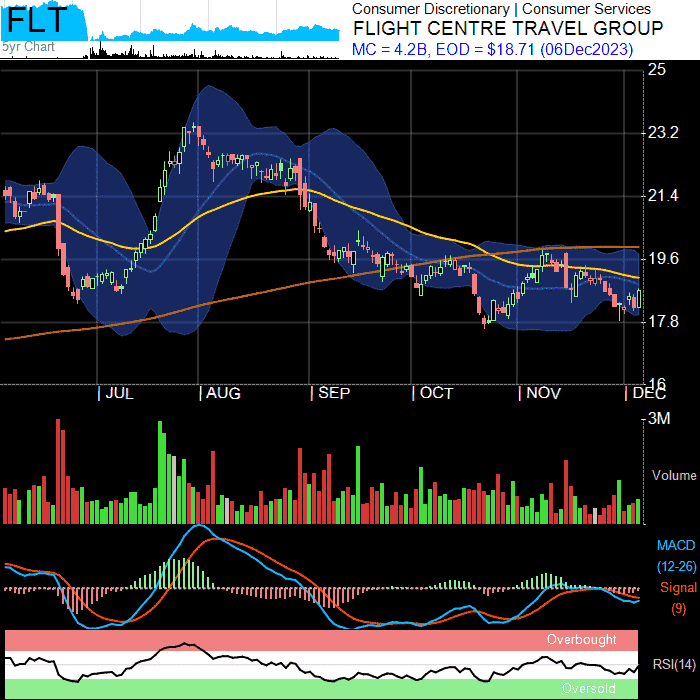 FLT
5yr Chart
Consumer Discretionary | Consumer Services
FLIGHT CENTRE TRAVEL GROUP
MC = 4.2B, EOD = $18.71 (06Dec2023)
25
23.2
21.4
19.6
17.8
16
| JUL | AUG | SEP | OCT | NOV | DEC
3M
Volume
MACD
(12-26)
Signal
(9)
Overbought
RSI(14)
Oversold